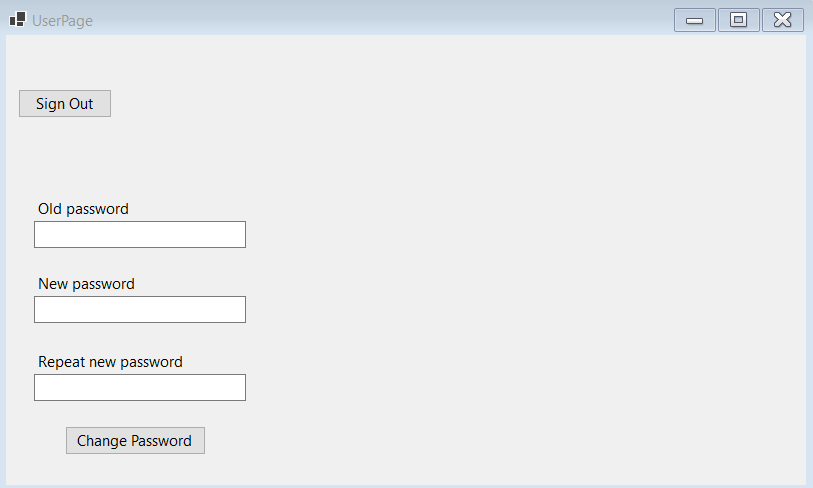 UserPage
Sign Out
Old password
New password
Repeat new password
Change Password